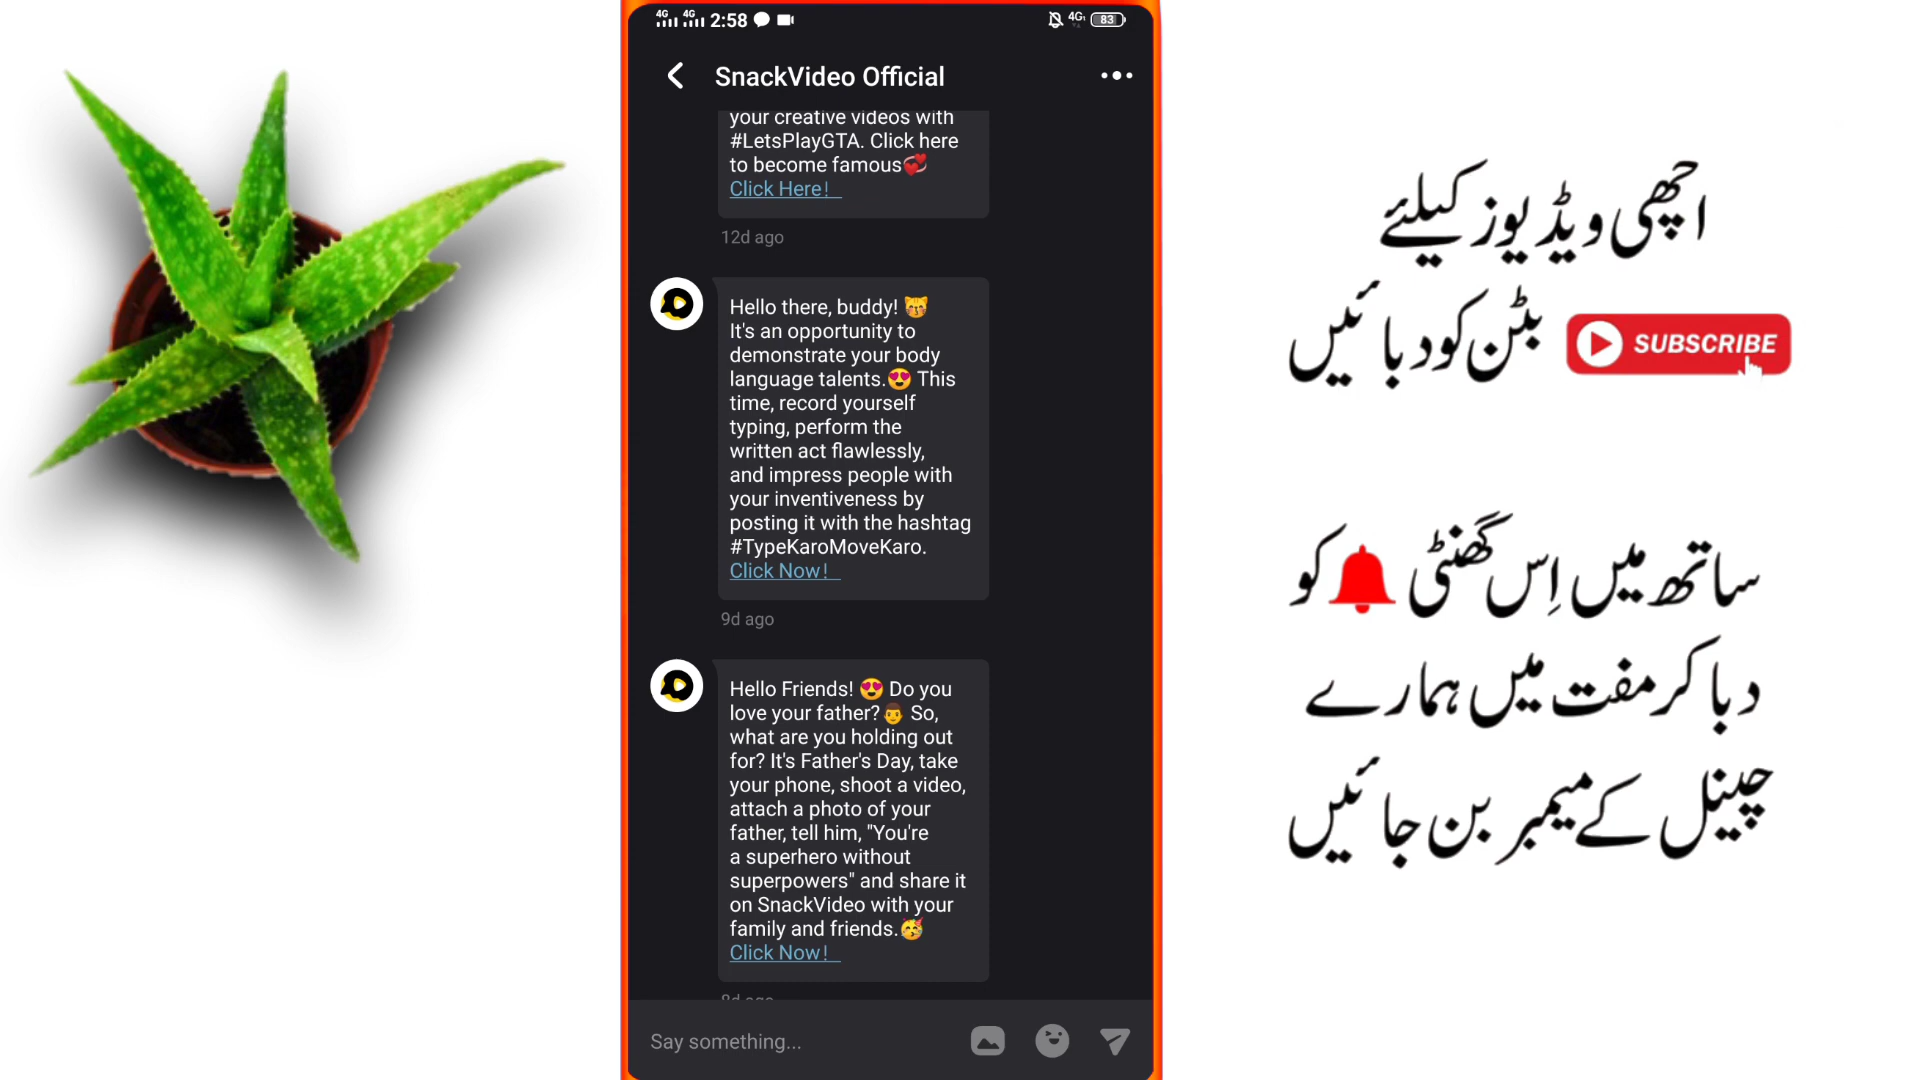 4G 4G 2:58 4G 83
SnackVideo Official
your creative videos with
#LetsPlayGTA. Click here
to become famous💞
Click Here!
12d ago
Hello there, buddy! 😽
It's an opportunity to
demonstrate your body
language talents.😍 This
time, record yourself
typing, perform the
written act flawlessly,
and impress people with
your inventiveness by
posting it with the hashtag
#TypeKaroMoveKaro.
Click Now!
9d ago
Hello Friends! 😍 Do you
love your father?👨 So,
what are you holding out
for? It's Father's Day, take
your phone, shoot a video,
attach a photo of your
father, tell him, "You're
a superhero without
superpowers" and share it
on SnackVideo with your
family and friends.🥳
Click Now!
8d ago
Say something...
اچھی ویڈیوز کیلئے
بٹن کو دبائیں SUBSCRIBE
ساتھ میں اِس گھنٹی کو
دبا کر مفت میں ہمارے
چینل کے میمبر بن جائیں